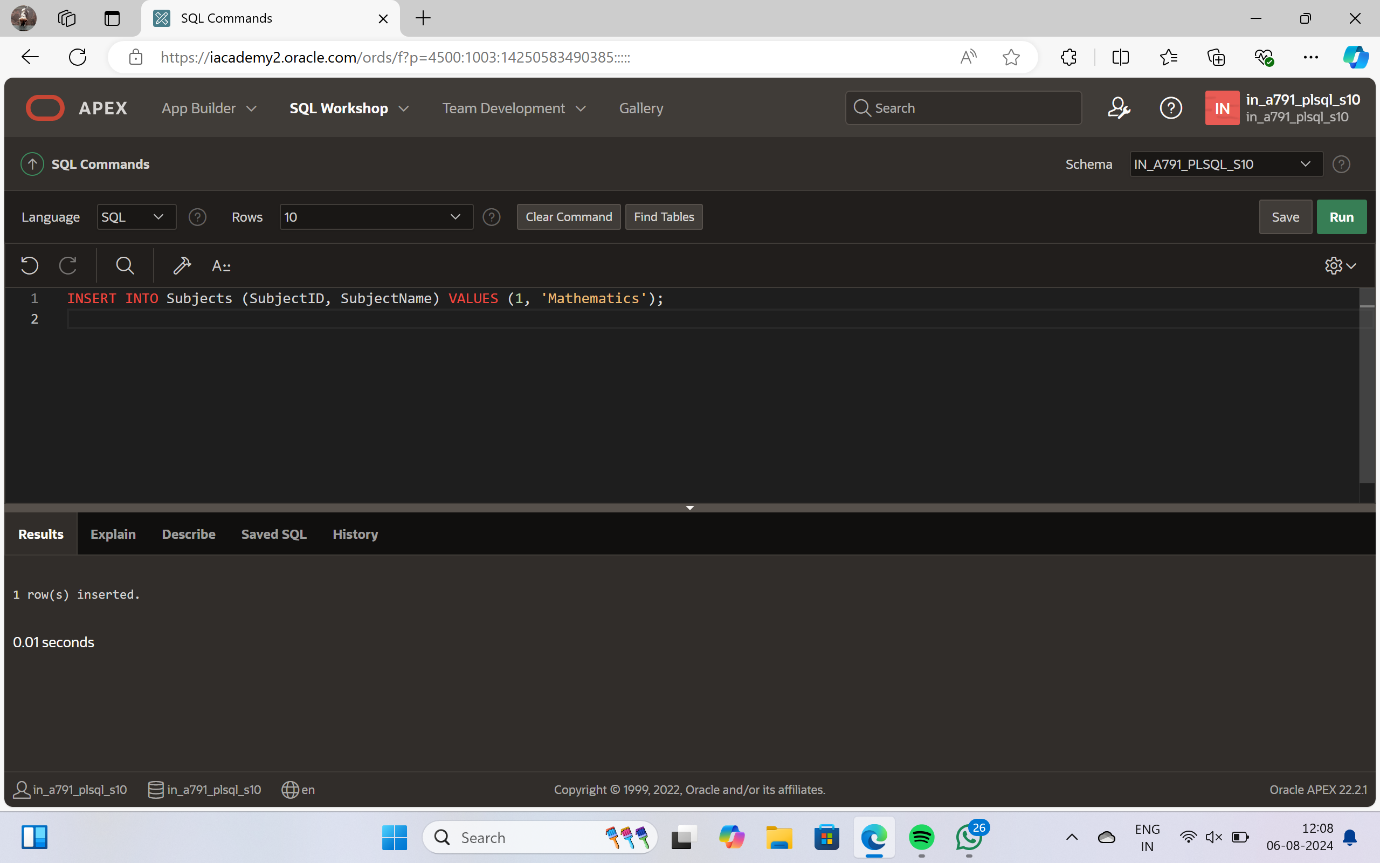 SQL Commands
https://iacademy2.oracle.com/ords/f?p=4500:1003:14250583490385:::::
APEX App Builder SQL Workshop Team Development Gallery Search IN in_a791_plsql_s10
in_a791_plsql_s10
SQL Commands Schema IN_A791_PLSQL_S10
Language SQL Rows 10 Clear Command Find Tables Save Run
1 INSERT INTO Subjects (SubjectID, SubjectName) VALUES (1, 'Mathematics');
2
Results Explain Describe Saved SQL History
1 row(s) inserted.
0.01 seconds
in_a791_plsql_s10 in_a791_plsql_s10 en Copyright © 1999, 2022, Oracle and/or its affiliates. Oracle APEX 22.2.1
Search 26 ENG 12:08
IN 06-08-2024